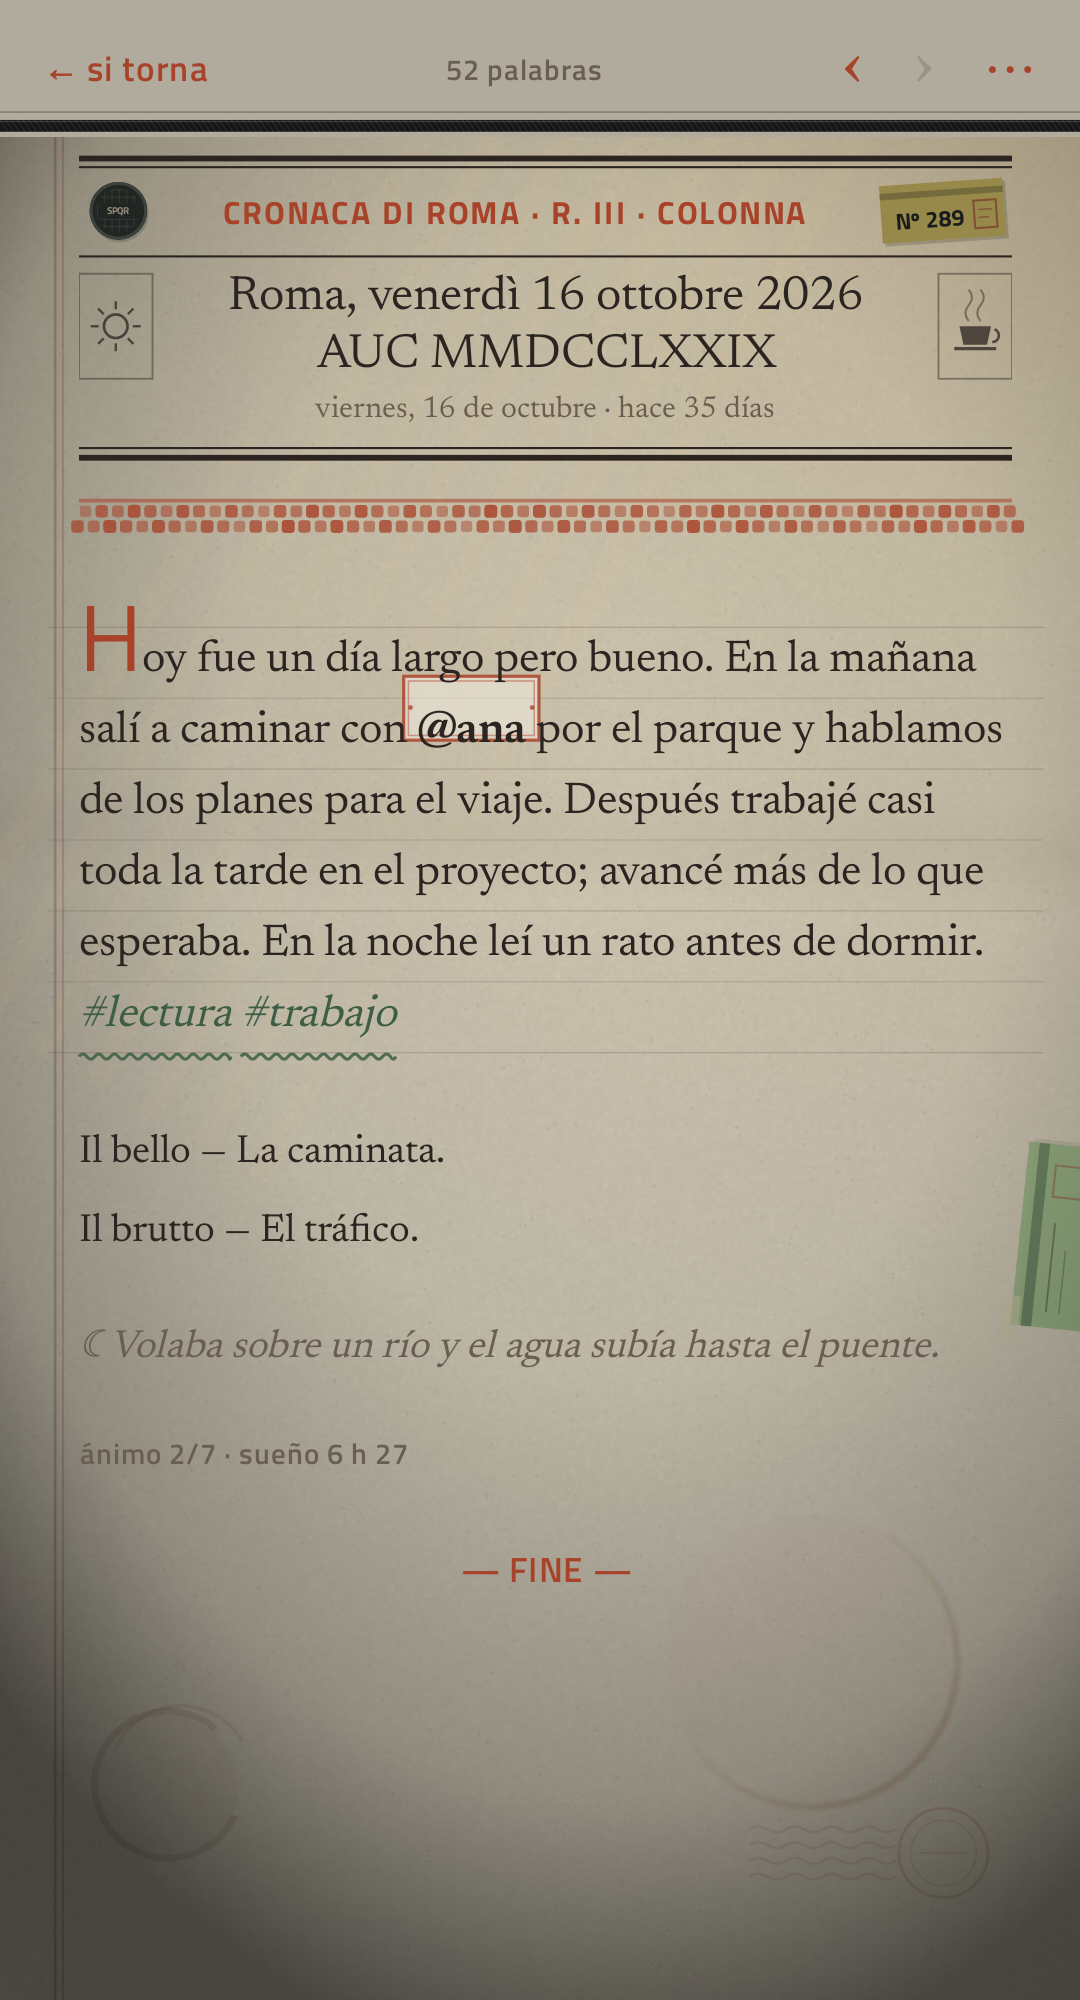 ← si torna
52 palabras
SPQR
CRONACA DI ROMA · R. III · COLONNA
Nº 289
Roma, venerdì 16 ottobre 2026
AUC MMDCCLXXIX
viernes, 16 de octubre · hace 35 días
Hoy fue un día largo pero bueno. En la mañana
salí a caminar con @ana por el parque y hablamos
de los planes para el viaje. Después trabajé casi
toda la tarde en el proyecto; avancé más de lo que
esperaba. En la noche leí un rato antes de dormir.
#lectura #trabajo
Il bello — La caminata.
Il brutto — El tráfico.
☾ Volaba sobre un río y el agua subía hasta el puente.
ánimo 2/7 · sueño 6 h 27
— FINE —